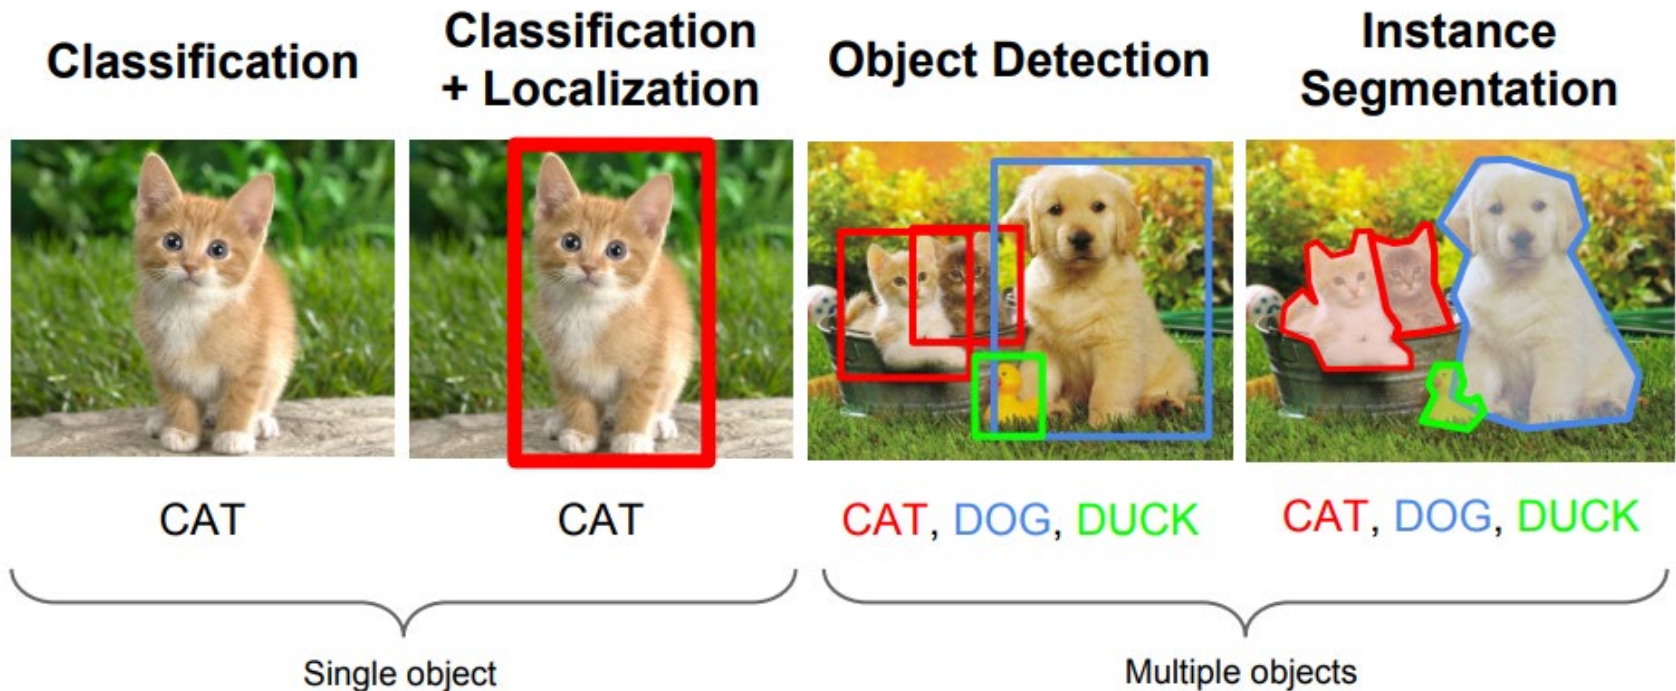 Classification
Classification
+ Localization
Object Detection
Instance
Segmentation
CAT
CAT
CAT, DOG, DUCK
CAT, DOG, DUCK
Single object
Multiple objects